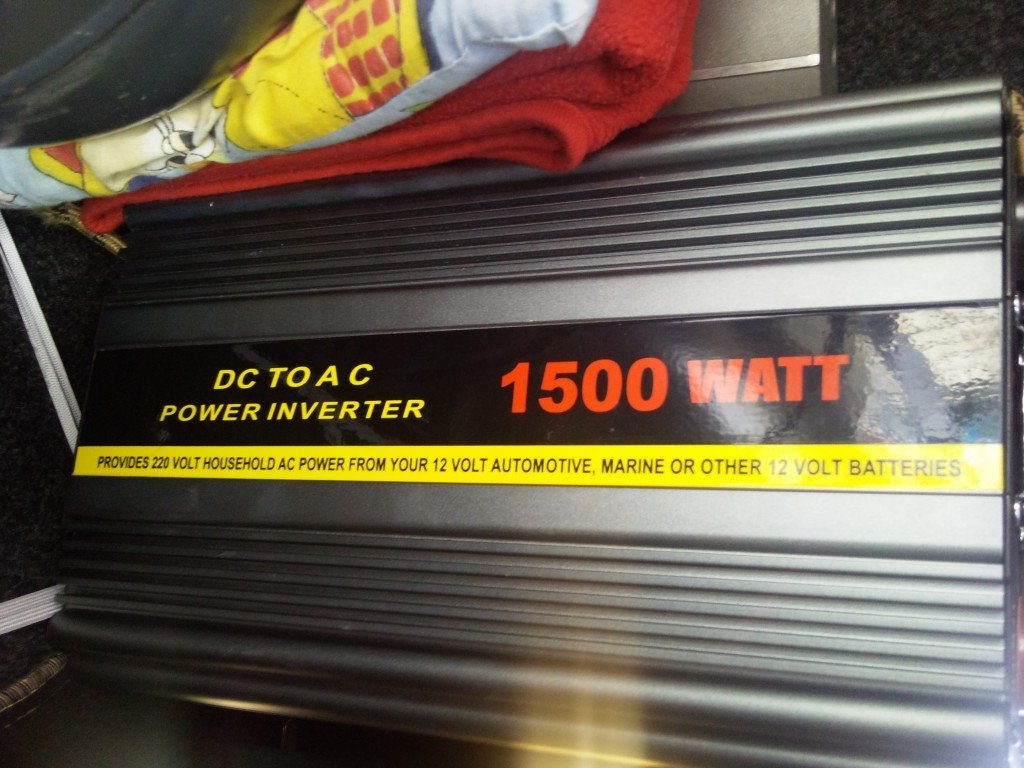 DC TO A C
POWER INVERTER
1500 WATT
PROVIDES 220 VOLT HOUSEHOLD AC POWER FROM YOUR 12 VOLT AUTOMOTIVE, MARINE OR OTHER 12 VOLT BATTERIES